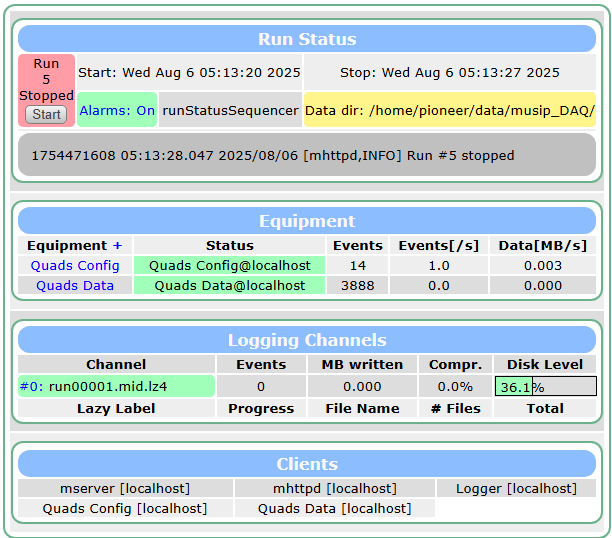 Run Status
Run
5
Stopped
Start
Start: Wed Aug 6 05:13:20 2025 Stop: Wed Aug 6 05:13:27 2025
Alarms: On runStatusSequencer Data dir: /home/pioneer/data/musip_DAQ/
1754471608 05:13:28.047 2025/08/06 [mhttpd,INFO] Run #5 stopped
Equipment
Equipment + Status Events Events[/s] Data[MB/s]
Quads Config Quads Config@localhost 14 1.0 0.003
Quads Data Quads Data@localhost 3888 0.0 0.000
Logging Channels
Channel Events MB written Compr. Disk Level
#0: run00001.mid.lz4 0 0.000 0.0% 36.1%
Lazy Label Progress File Name # Files Total
Clients
mserver [localhost] mhttpd [localhost] Logger [localhost]
Quads Config [localhost] Quads Data [localhost]